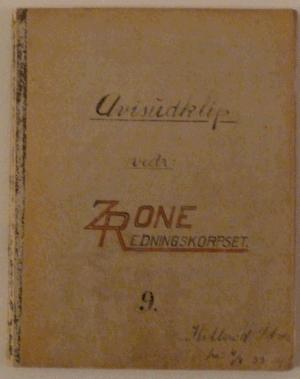 Avisudklip
vedr.
ZONE
REDNINGSKORPSET.
9.